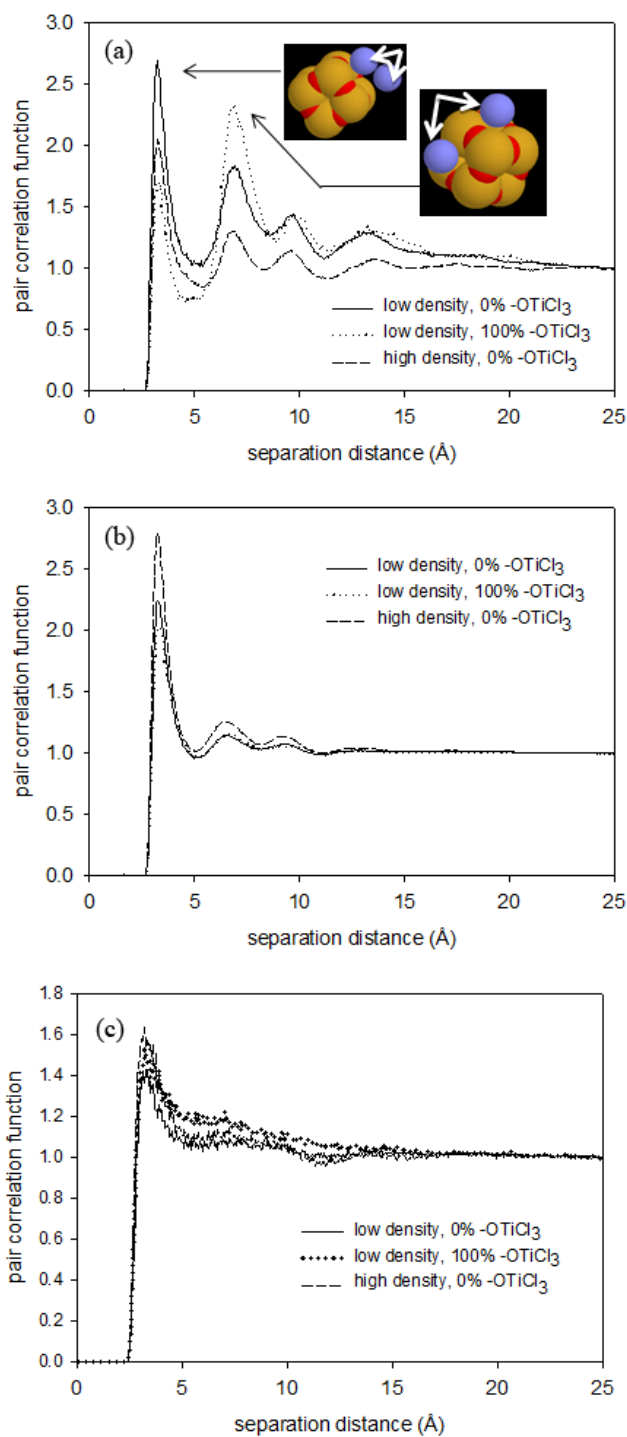 (a)
3.0
2.5
2.0
1.5
1.0
0.5
0.0
pair correlation function
low density, 0% -OTiCl3
low density, 100% -OTiCl3
high density, 0% -OTiCl3
0 5 10 15 20 25
separation distance (Å)
(b)
3.0
2.5
2.0
1.5
1.0
0.5
0.0
pair correlation function
low density, 0% -OTiCl3
low density, 100% -OTiCl3
high density, 0% -OTiCl3
0 5 10 15 20 25
separation distance (Å)
(c)
1.8
1.6
1.4
1.2
1.0
0.8
0.6
0.4
0.2
0.0
pair correlation function
low density, 0% -OTiCl3
low density, 100% -OTiCl3
high density, 0% -OTiCl3
0 5 10 15 20 25
separation distance (Å)